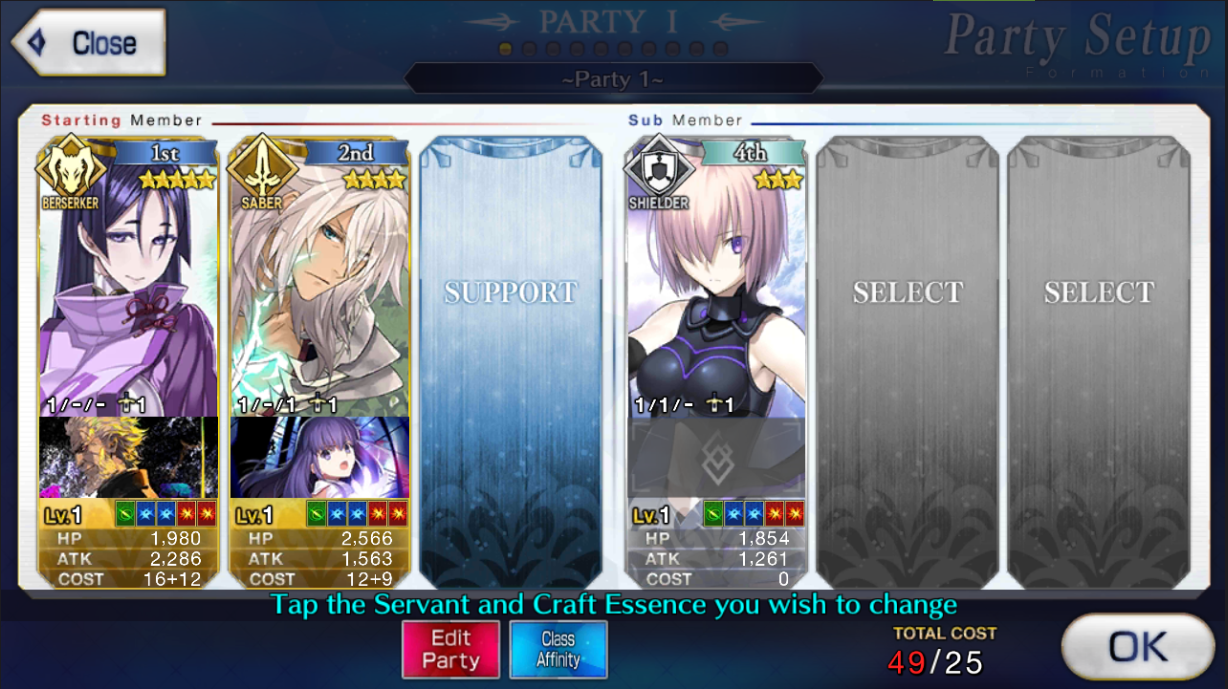 PARTY I
Close
Party Setup
Formation
~Party 1~
Starting Member
Sub Member
1st
BERSERKER
1/-/- 1
Lv.1
HP 1,980
ATK 2,286
COST 16+12
2nd
SABER
1/-/1 1
Lv.1
HP 2,566
ATK 1,563
COST 12+9
SUPPORT
4th
SHIELDER
1/1/- 1
Lv.1
HP 1,854
ATK 1,261
COST 0
SELECT
SELECT
Tap the Servant and Craft Essence you wish to change
Edit
Party
Class
Affinity
TOTAL COST
49/25
OK